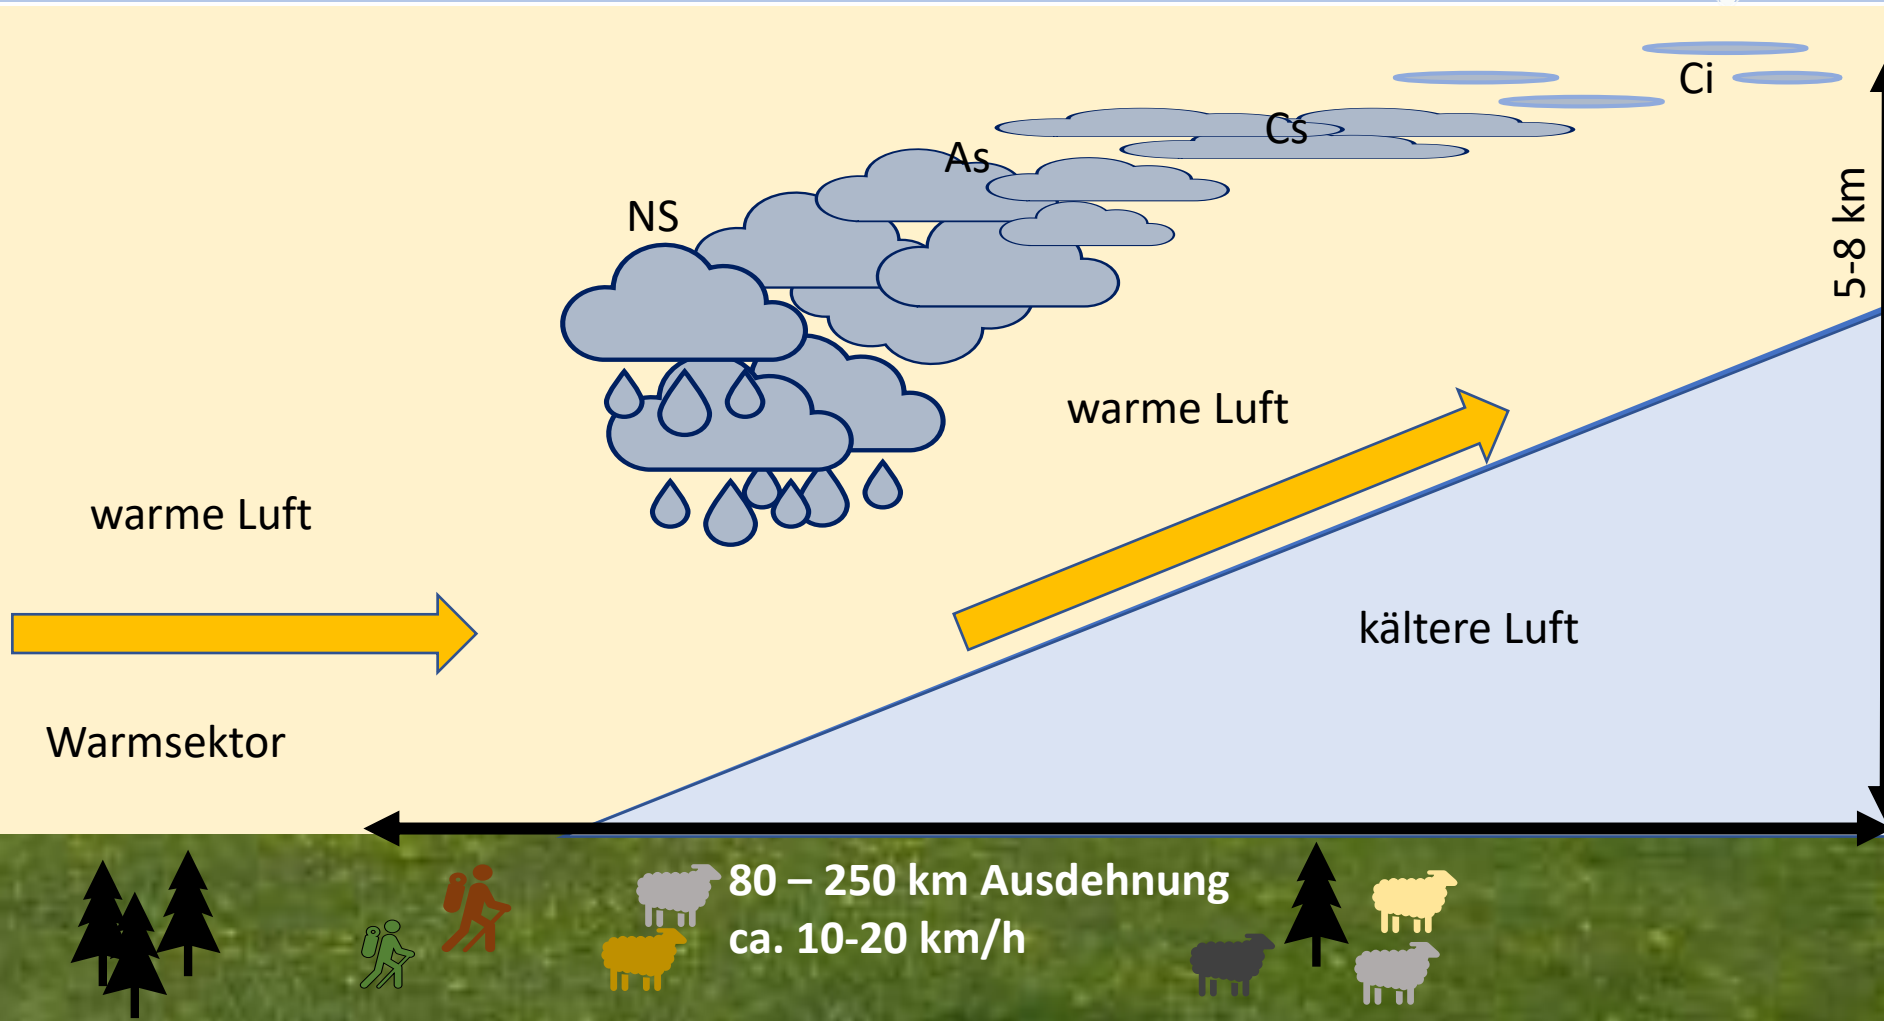 Ci
Cs
As
NS
5-8 km
warme Luft
warme Luft
kältere Luft
Warmsektor
80 – 250 km Ausdehnung
ca. 10-20 km/h